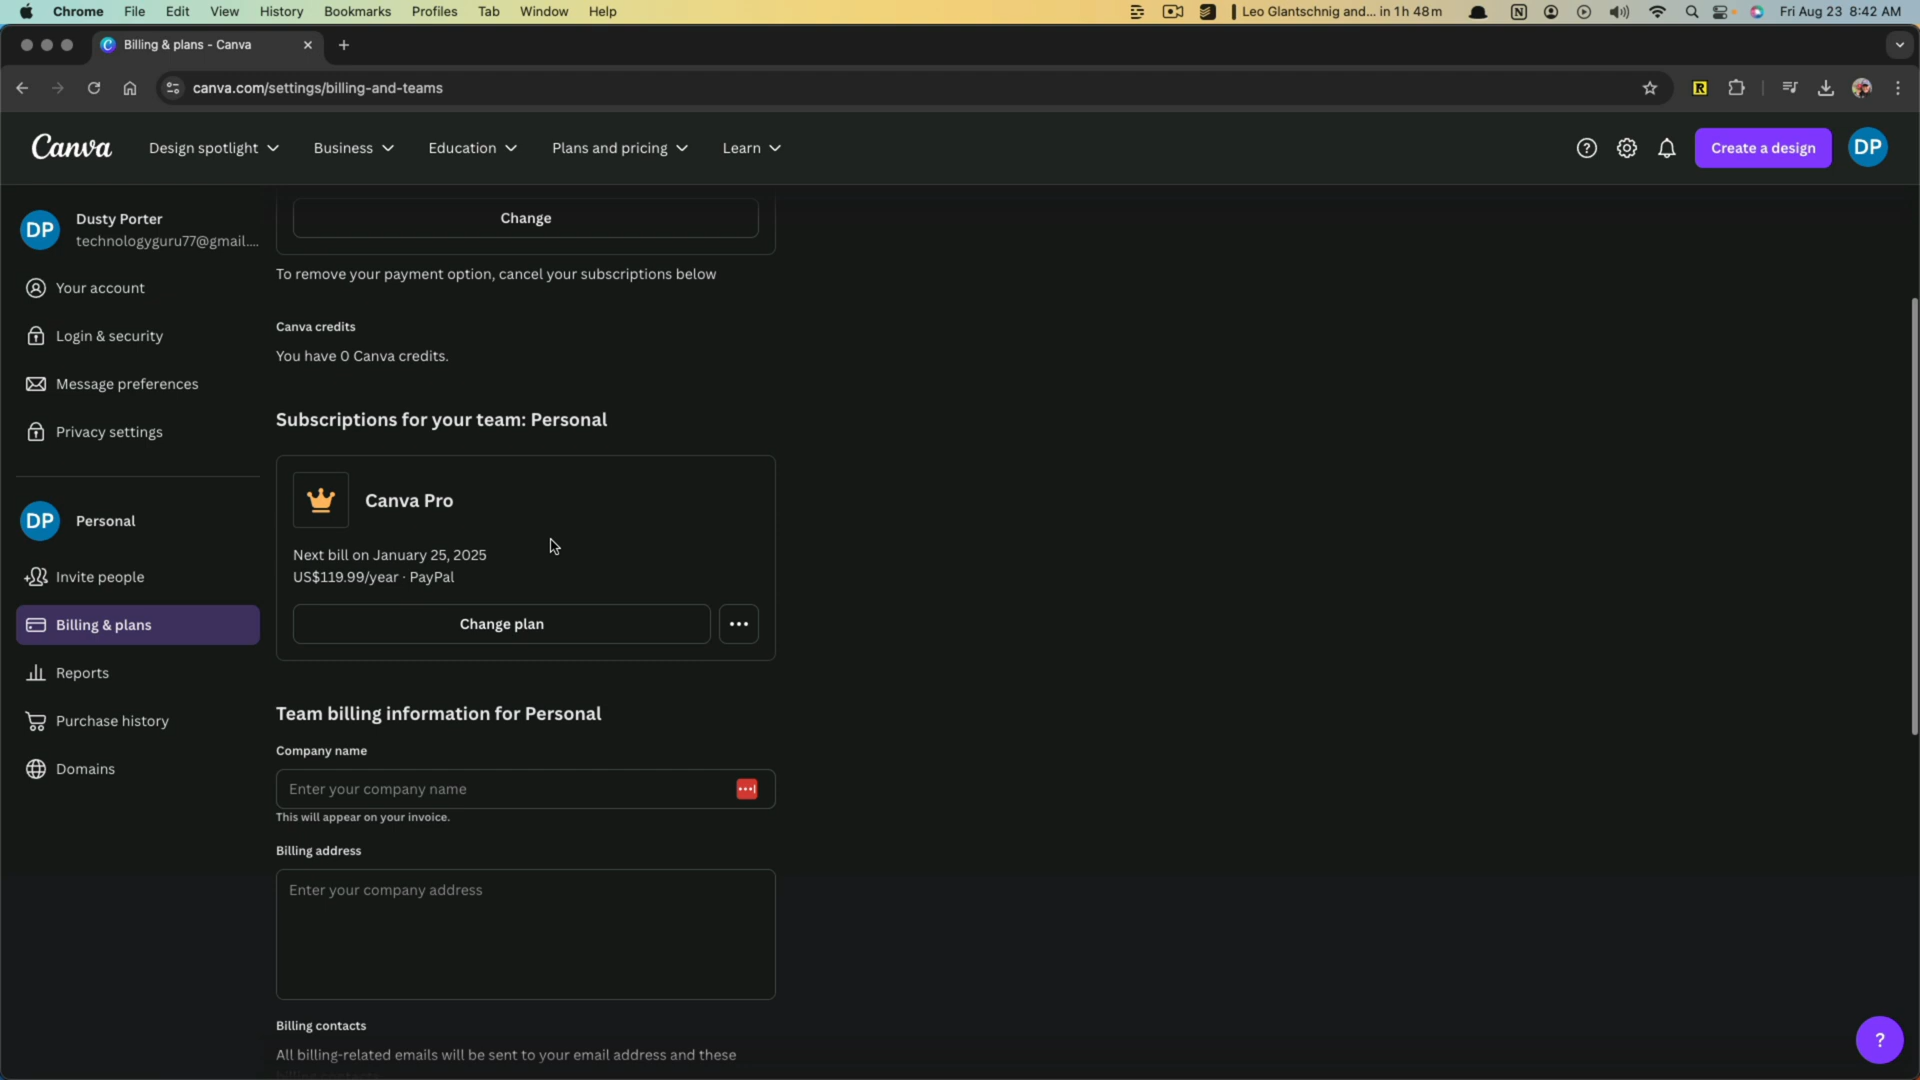 Chrome File Edit View History Bookmarks Profiles Tab Window Help Leo Glantschnig and... in 1 h 48 m Fri Aug 23 8:42 AM
Billing & plans - Canva
canva.com/settings/billing-and-teams
Canva Design spotlight Business Education Plans and pricing Learn Create a design DP
DP Dusty Porter
technologyguru77@gmail....
Your account
Login & security
Message preferences
Privacy settings
DP Personal
Invite people
Billing & plans
Reports
Purchase history
Domains
Change
To remove your payment option, cancel your subscriptions below
Canva credits
You have 0 Canva credits.
Subscriptions for your team: Personal
Canva Pro
Next bill on January 25, 2025
US$119.99/year · PayPal
Change plan
Team billing information for Personal
Company name
Enter your company name
This will appear on your invoice.
Billing address
Enter your company address
Billing contacts
All billing-related emails will be sent to your email address and these
?